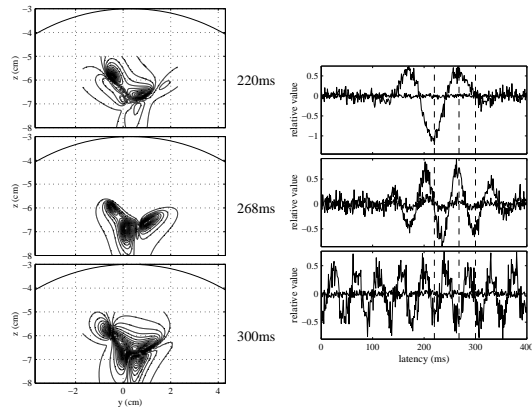 −3
−4
−5
−6
−7
−8
z (cm)
220ms
−3
−4
−5
−6
−7
−8
z (cm)
268ms
−3
−4
−5
−6
−7
−8
z (cm)
300ms
−2 0 2 4
y (cm)
0.5
0
−0.5
−1
relative value
0.5
0
−0.5
relative value
0.5
0
−0.5
relative value
0 100 200 300 400
latency (ms)